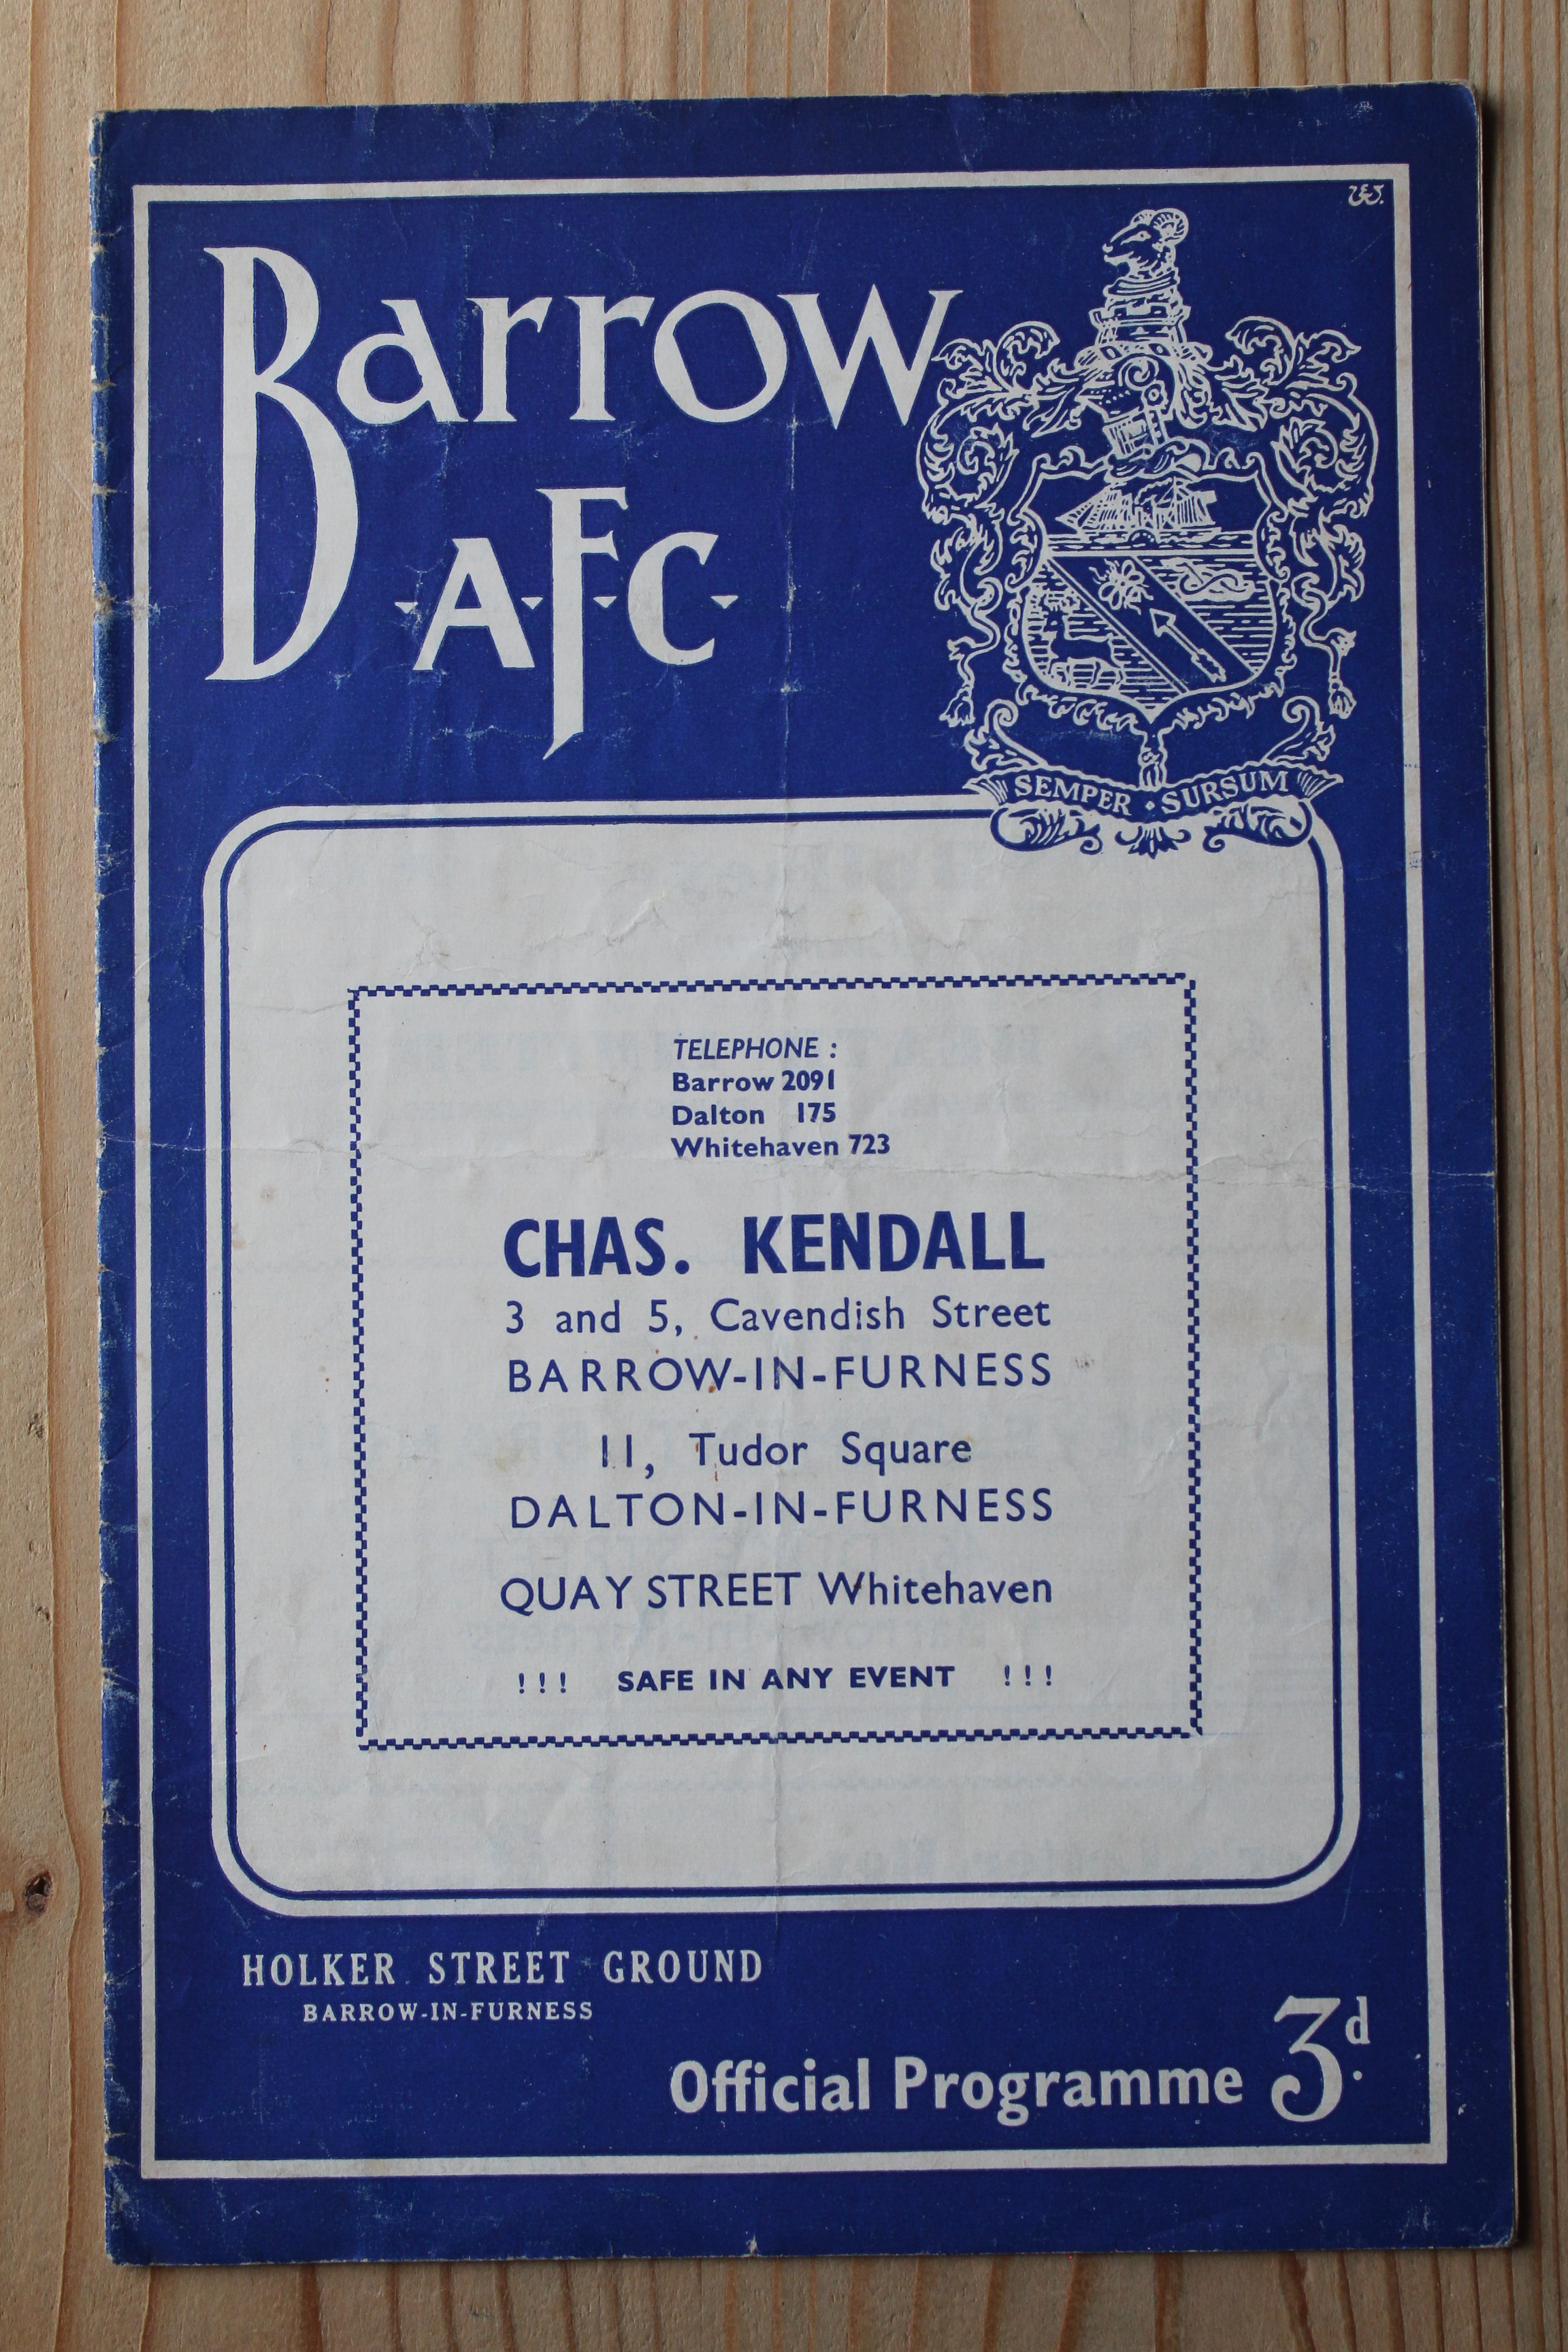 Barrow
A.F.C.
SEMPER · SURSUM
TELEPHONE :
Barrow 2091
Dalton 175
Whitehaven 723
CHAS. KENDALL
3 and 5, Cavendish Street
BARROW-IN-FURNESS
11, Tudor Square
DALTON-IN-FURNESS
QUAY STREET Whitehaven
! ! ! SAFE IN ANY EVENT ! ! !
HOLKER STREET GROUND
BARROW-IN-FURNESS
Official Programme 3d.